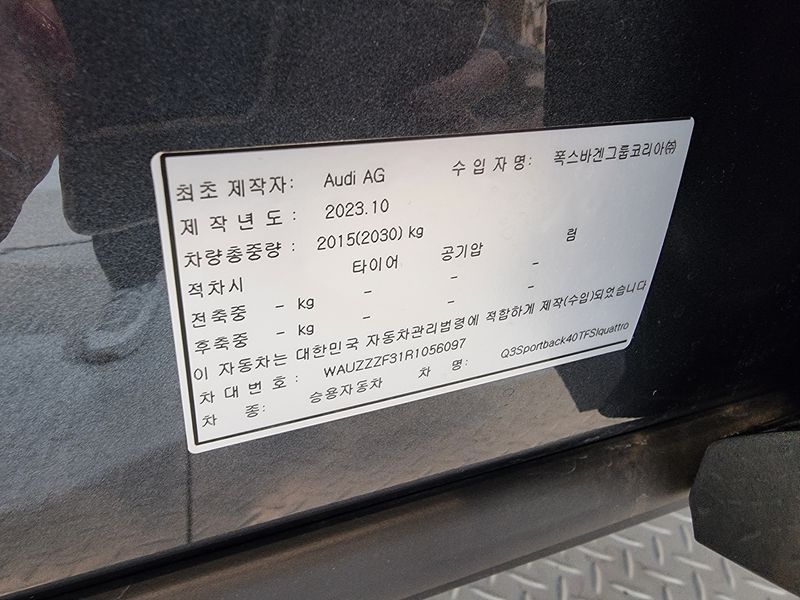 최초 제작자: Audi AG 수 입 자 명: 폭스바겐그룹코리아㈜
제 작 년 도 : 2023.10
차량총중량 : 2015(2030) kg
적차시 타이어 공기압 림
전축중 - kg - - -
후축중 - kg - - -
이 자동차는 대한민국 자동차관리법령에 적합하게 제작(수입)되었습니다
차 대 번 호 : WAUZZZF31R1056097
차 종: 승용자동차 차 명: Q3Sportback40TFSIquattro